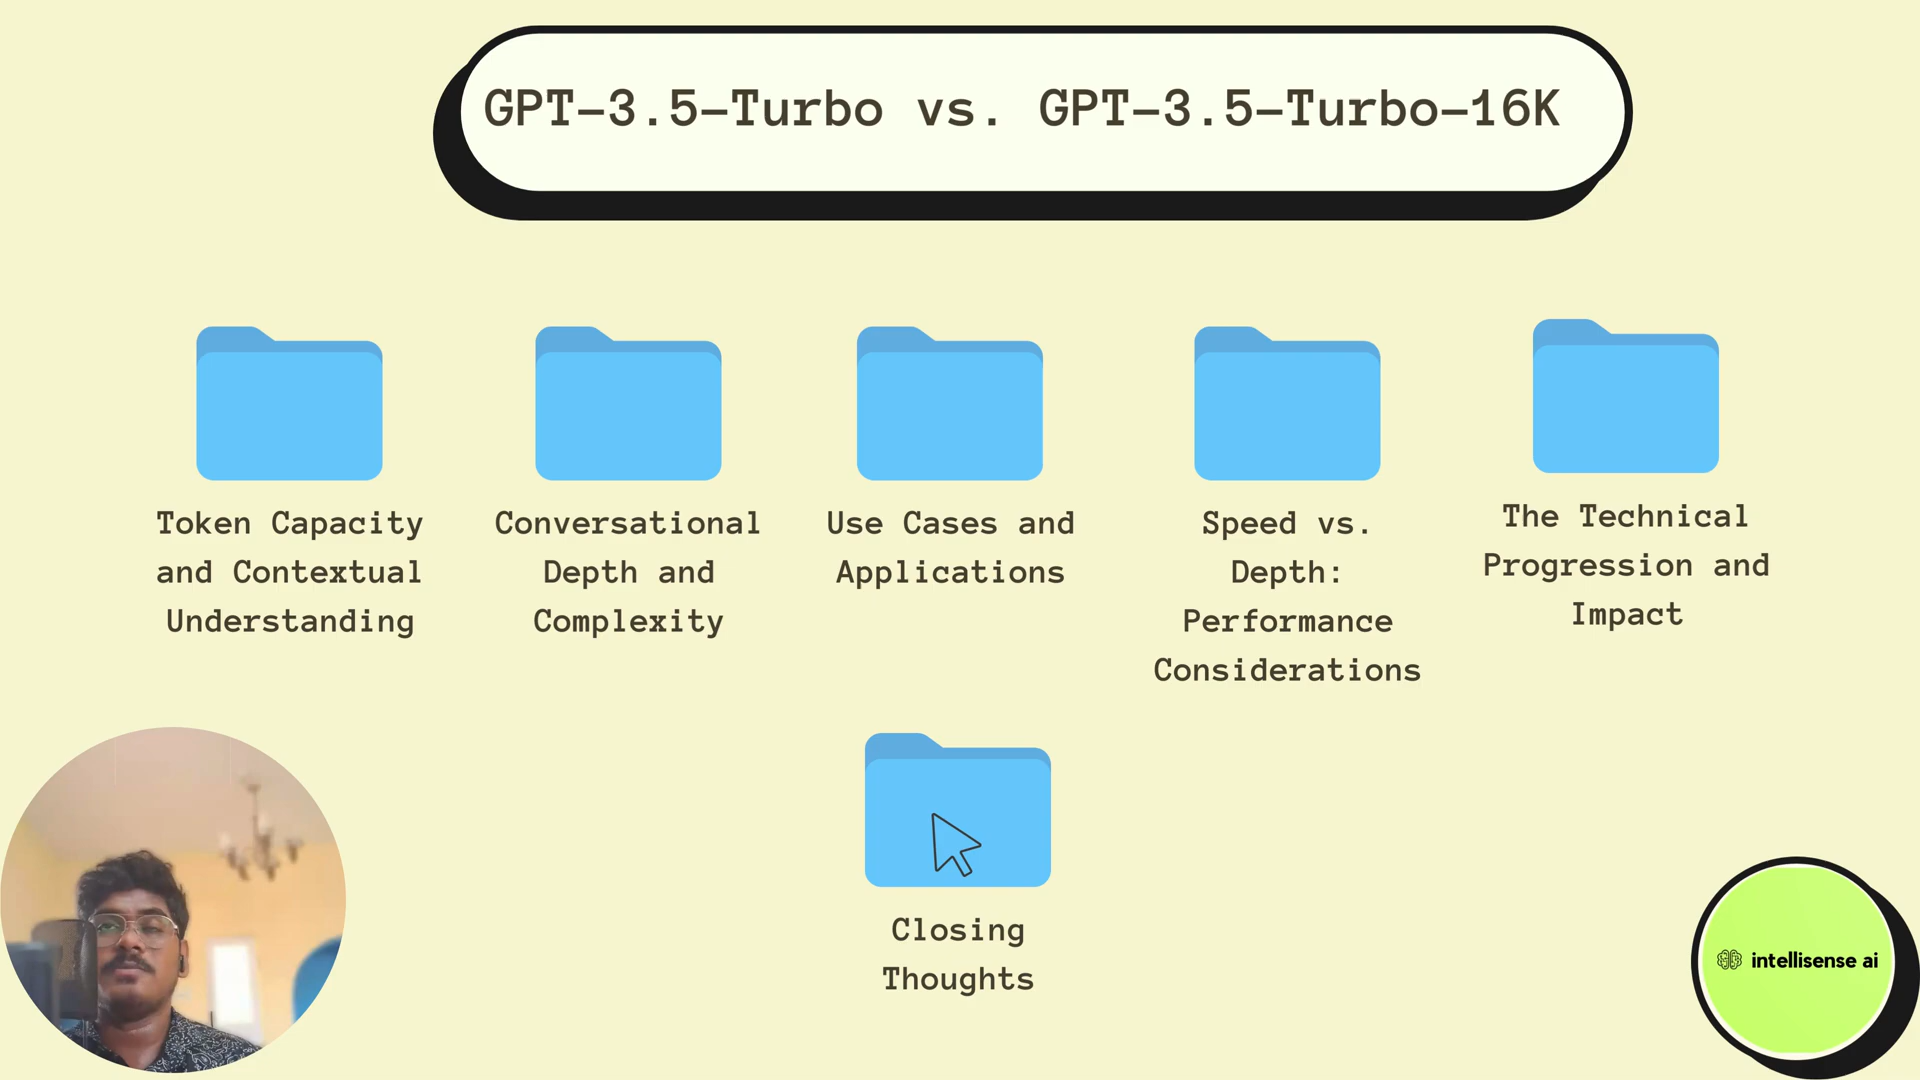 GPT-3.5-Turbo vs. GPT-3.5-Turbo-16K
Token Capacity
and Contextual
Understanding
Conversational
Depth and
Complexity
Use Cases and
Applications
Speed vs.
Depth:
Performance
Considerations
The Technical
Progression and
Impact
Closing
Thoughts
intellisense ai